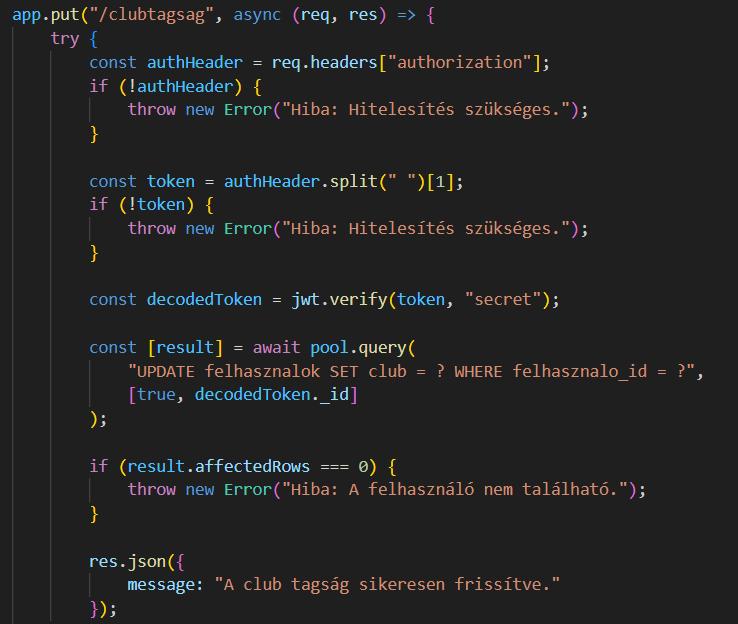 app.put("/clubtagsag", async (req, res) => {
try {
const authHeader = req.headers["authorization"];
if (!authHeader) {
throw new Error("Hiba: Hitelesítés szükséges.");
}
const token = authHeader.split(" ")[1];
if (!token) {
throw new Error("Hiba: Hitelesítés szükséges.");
}
const decodedToken = jwt.verify(token, "secret");
const [result] = await pool.query(
"UPDATE felhasznalok SET club = ? WHERE felhasznalo_id = ?",
[true, decodedToken._id]
);
if (result.affectedRows === 0) {
throw new Error("Hiba: A felhasználó nem található.");
}
res.json({
message: "A club tagság sikeresen frissítve."
});